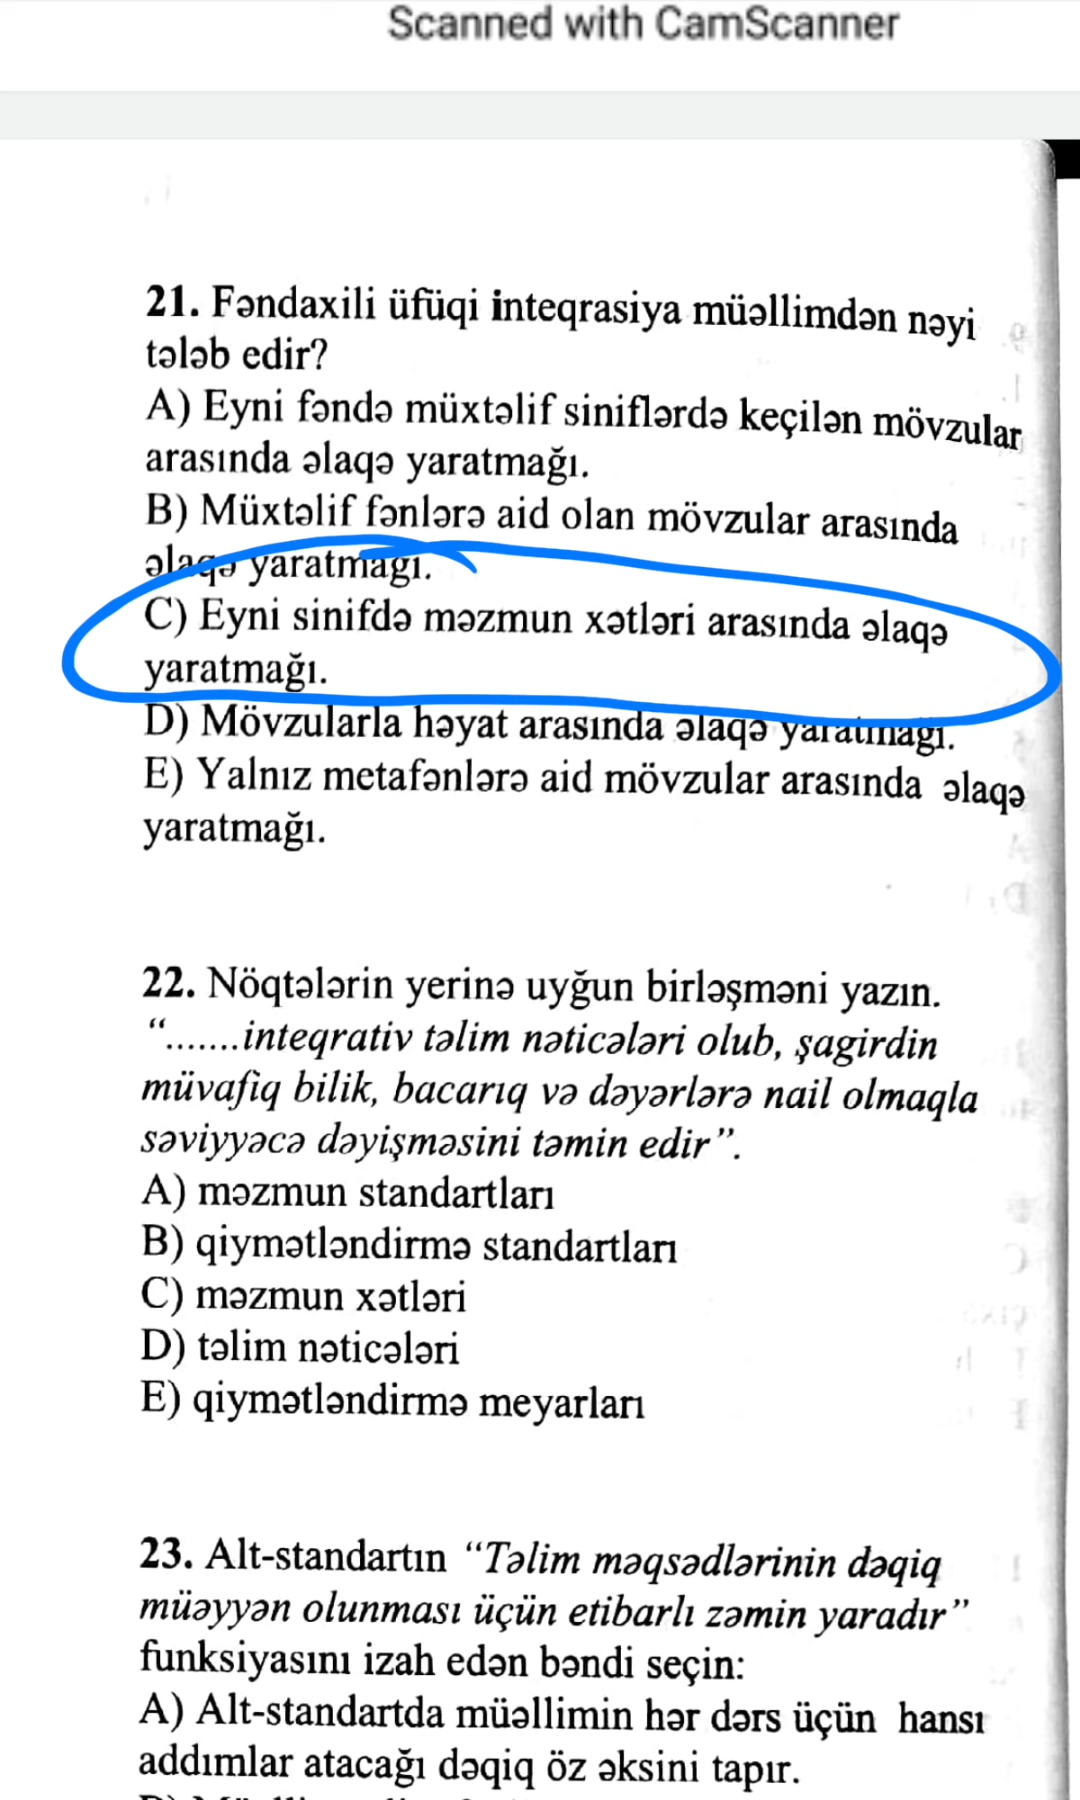 Scanned with CamScanner
21. Fəndaxili üfüqi inteqrasiya müəllimdən nəyi
tələb edir?
A) Eyni fəndə müxtəlif siniflərdə keçilən mövzular
arasında əlaqə yaratmağı.
B) Müxtəlif fənlərə aid olan mövzular arasında
əlaqə yaratmağı.
C) Eyni sinifdə məzmun xətləri arasında əlaqə
yaratmağı.
D) Mövzularla həyat arasında əlaqə yaratmağı.
E) Yalnız metafənlərə aid mövzular arasında əlaqə
yaratmağı.
22. Nöqtələrin yerinə uyğun birləşməni yazın.
“.......inteqrativ təlim nəticələri olub, şagirdin
müvafiq bilik, bacarıq və dəyərlərə nail olmaqla
səviyyəcə dəyişməsini təmin edir”.
A) məzmun standartları
B) qiymətləndirmə standartları
C) məzmun xətləri
D) təlim nəticələri
E) qiymətləndirmə meyarları
23. Alt-standartın “Təlim məqsədlərinin dəqiq
müəyyən olunması üçün etibarlı zəmin yaradır”
funksiyasını izah edən bəndi seçin:
A) Alt-standartda müəllimin hər dərs üçün hansı
addımlar atacağı dəqiq öz əksini tapır.